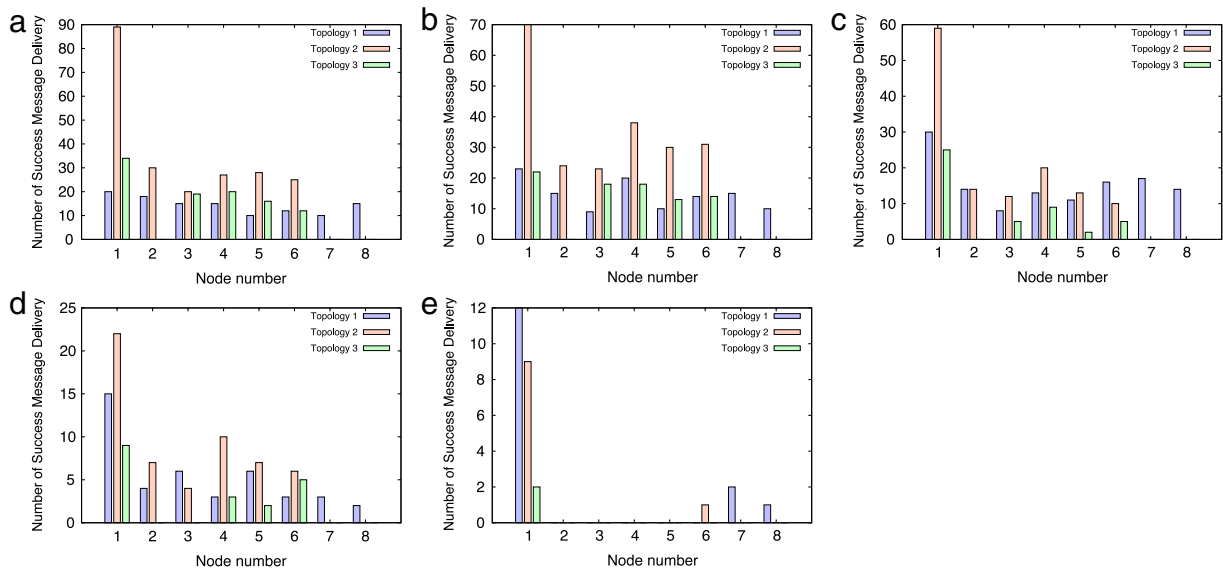 a
Number of Success Message Delivery
90
80
70
60
50
40
30
20
10
0
Topology 1
Topology 2
Topology 3
1 2 3 4 5 6 7 8
Node number
b
Number of Success Message Delivery
70
60
50
40
30
20
10
0
Topology 1
Topology 2
Topology 3
1 2 3 4 5 6 7 8
Node number
c
Number of Success Message Delivery
60
50
40
30
20
10
0
Topology 1
Topology 2
Topology 3
1 2 3 4 5 6 7 8
Node number
d
Number of Success Message Delivery
25
20
15
10
5
0
Topology 1
Topology 2
Topology 3
1 2 3 4 5 6 7 8
Node number
e
Number of Success Message Delivery
12
10
8
6
4
2
0
Topology 1
Topology 2
Topology 3
1 2 3 4 5 6 7 8
Node number